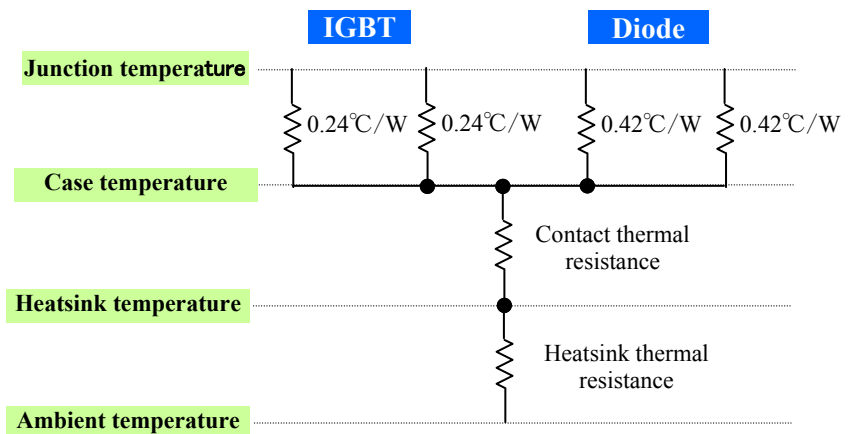 IGBT
Diode
Junction temperature
0.24℃/W
0.24℃/W
0.42℃/W
0.42℃/W
Case temperature
Contact thermal
resistance
Heatsink temperature
Heatsink thermal
resistance
Ambient temperature